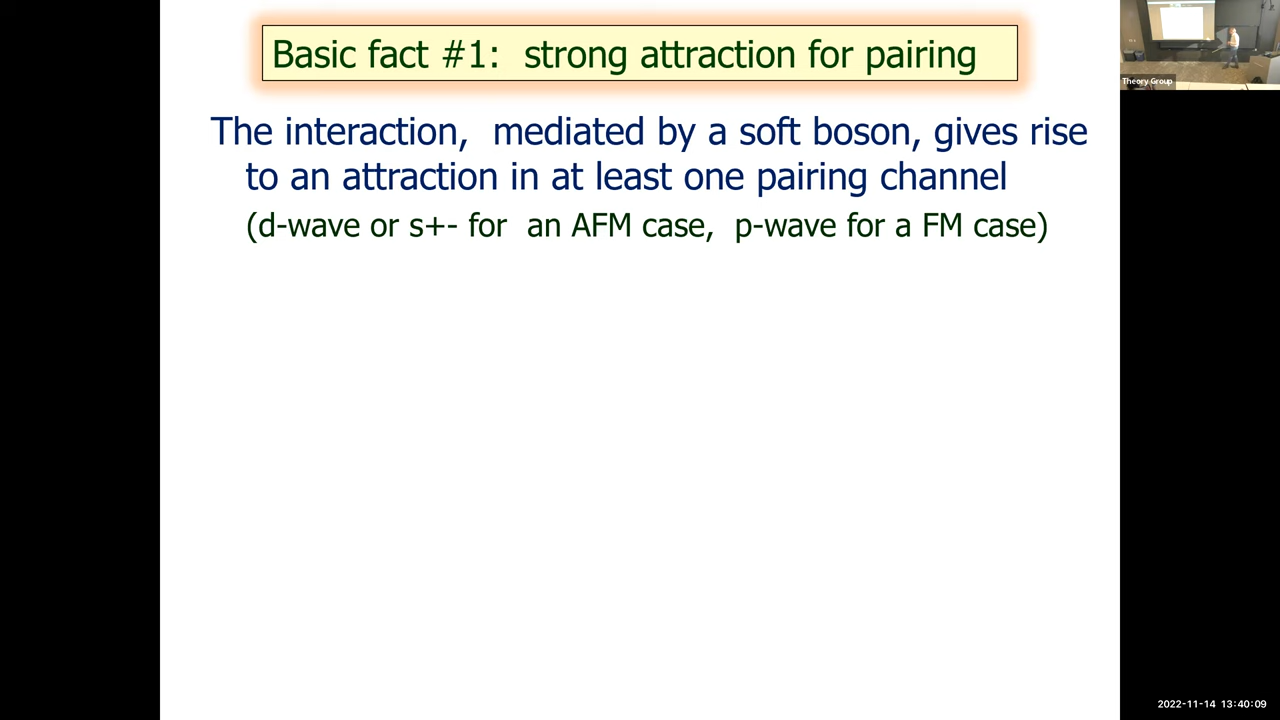 Basic fact #1: strong attraction for pairing
The interaction, mediated by a soft boson, gives rise
to an attraction in at least one pairing channel
(d-wave or s+- for an AFM case, p-wave for a FM case)
Theory Group
2022-11-14 13:40:09